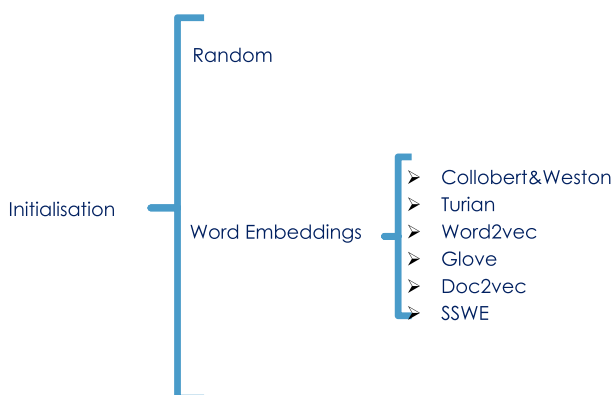 Random
Initialisation
Word Embeddings
Collobert&Weston
Turian
Word2vec
Glove
Doc2vec
SSWE